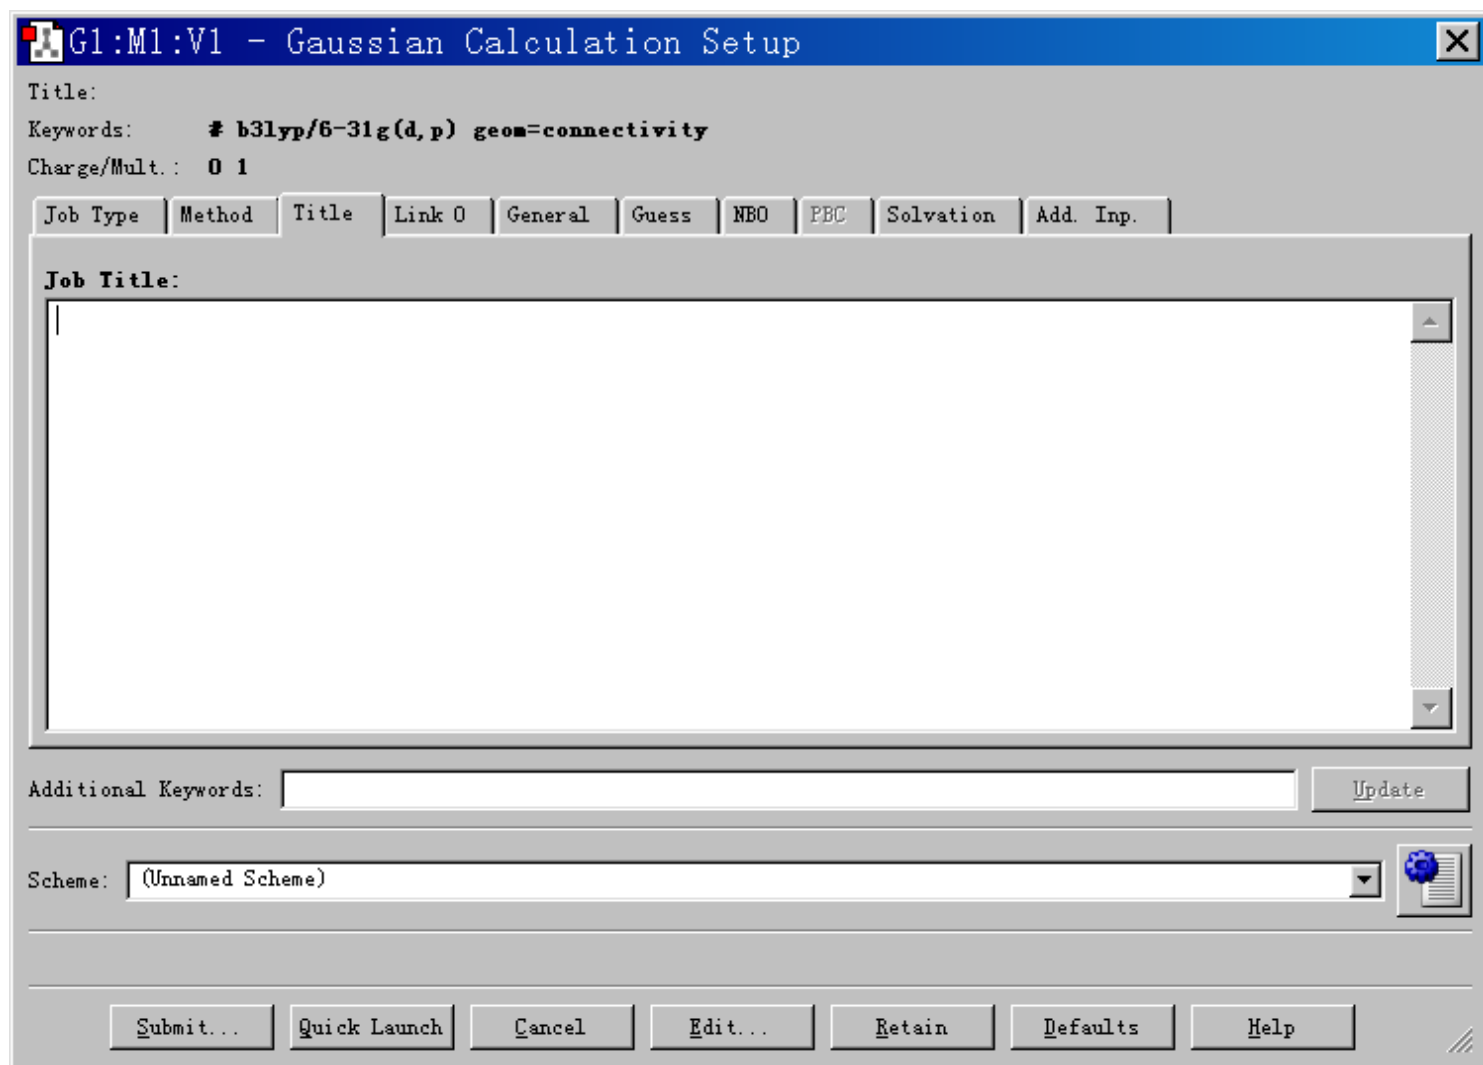 G1:M1:V1 - Gaussian Calculation Setup
Title:
Keywords: # b3lyp/6-31g(d,p) geom=connectivity
Charge/Mult.: 0 1
Job Type Method Title Link 0 General Guess NBO PBC Solvation Add. Inp.
Job Title:
Additional Keywords: Update
Scheme: (Unnamed Scheme)
Submit... Quick Launch Cancel Edit... Retain Defaults Help